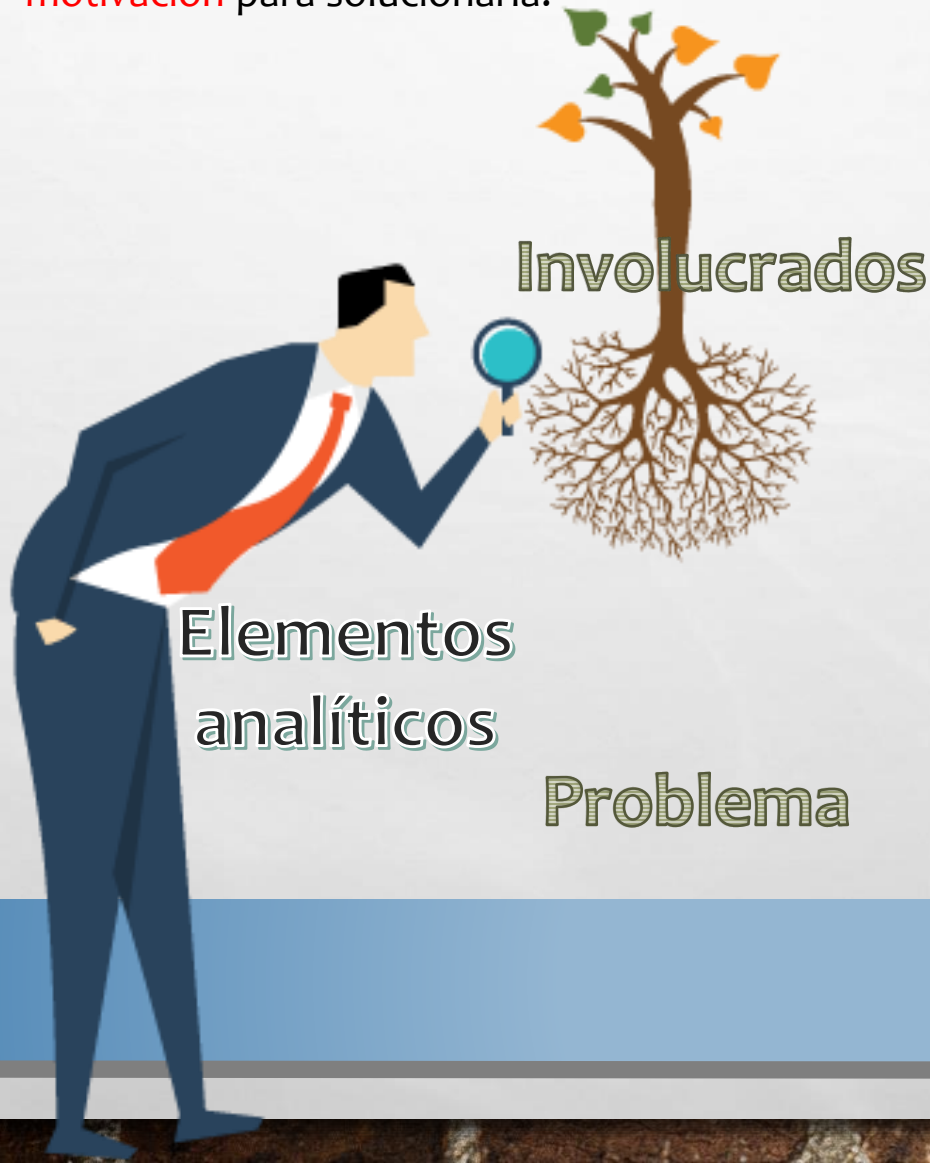 motivación para solucionarla.
Involucrados
Elementos
analíticos
Problema